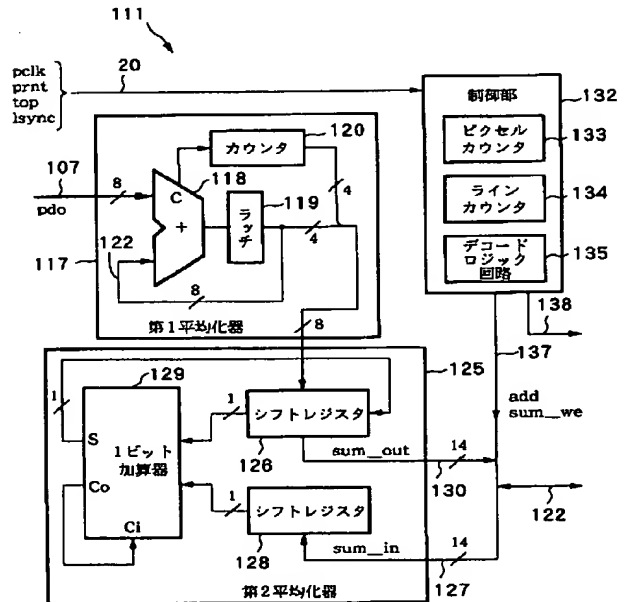 111
pclk
prnt
top
lsync
20
制御部
132
ピクセル
カウンタ
133
ライン
カウンタ
134
デコード
ロジック
回路
135
138
137
カウンタ
120
107
8
pdo
C
118
+
ラッチ
119
4
4
122
8
117
第1平均化器
8
129
125
1
S
1ビット
加算器
Co
Ci
1
シフトレジスタ
126
sum_out
14
130
add
sum_we
122
1
シフトレジスタ
128
sum_in
14
127
第2平均化器